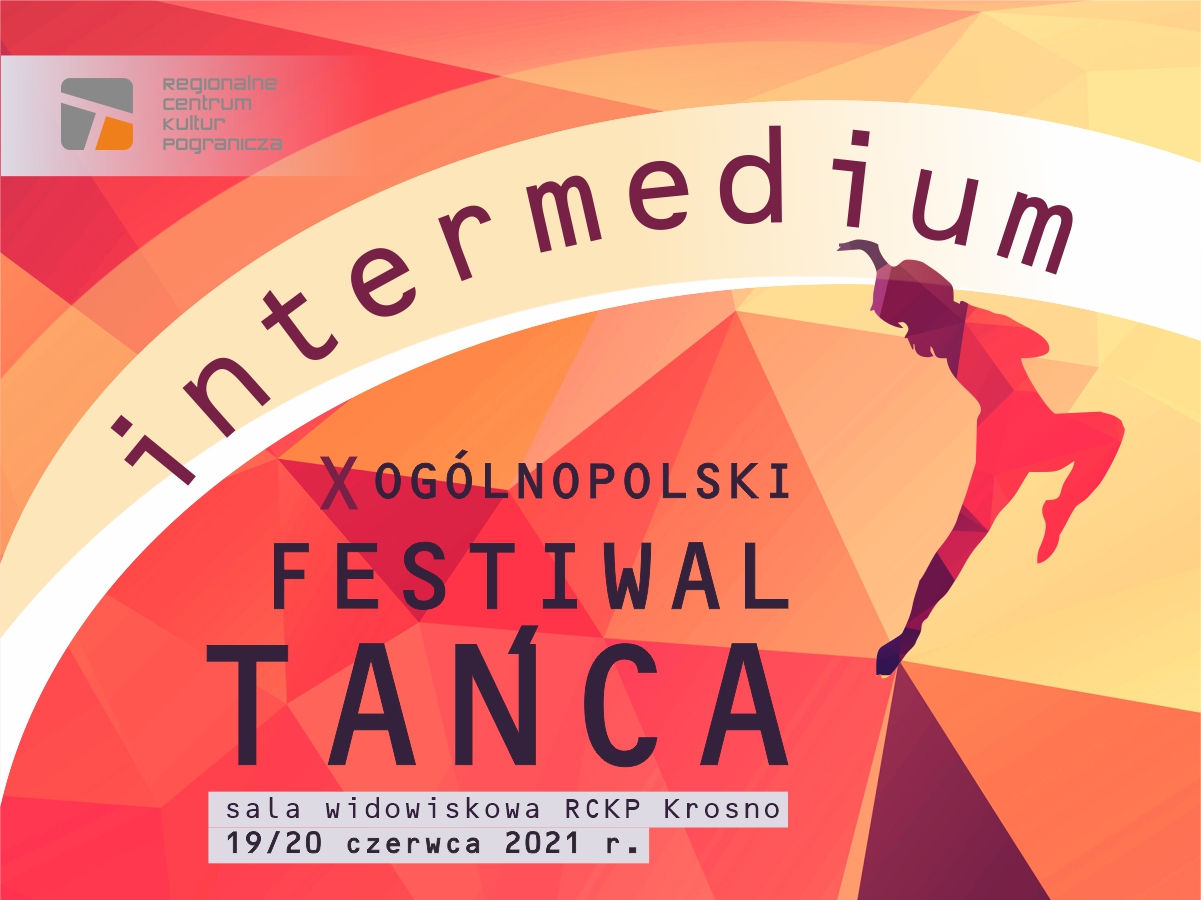 Regionalne
centrum
Kultur
Pogranicza
intermedium
X OGÓLNOPOLSKI
FESTIWAL
TAŃCA
sala widowiskowa RCKP Krosno
19/20 czerwca 2021 r.